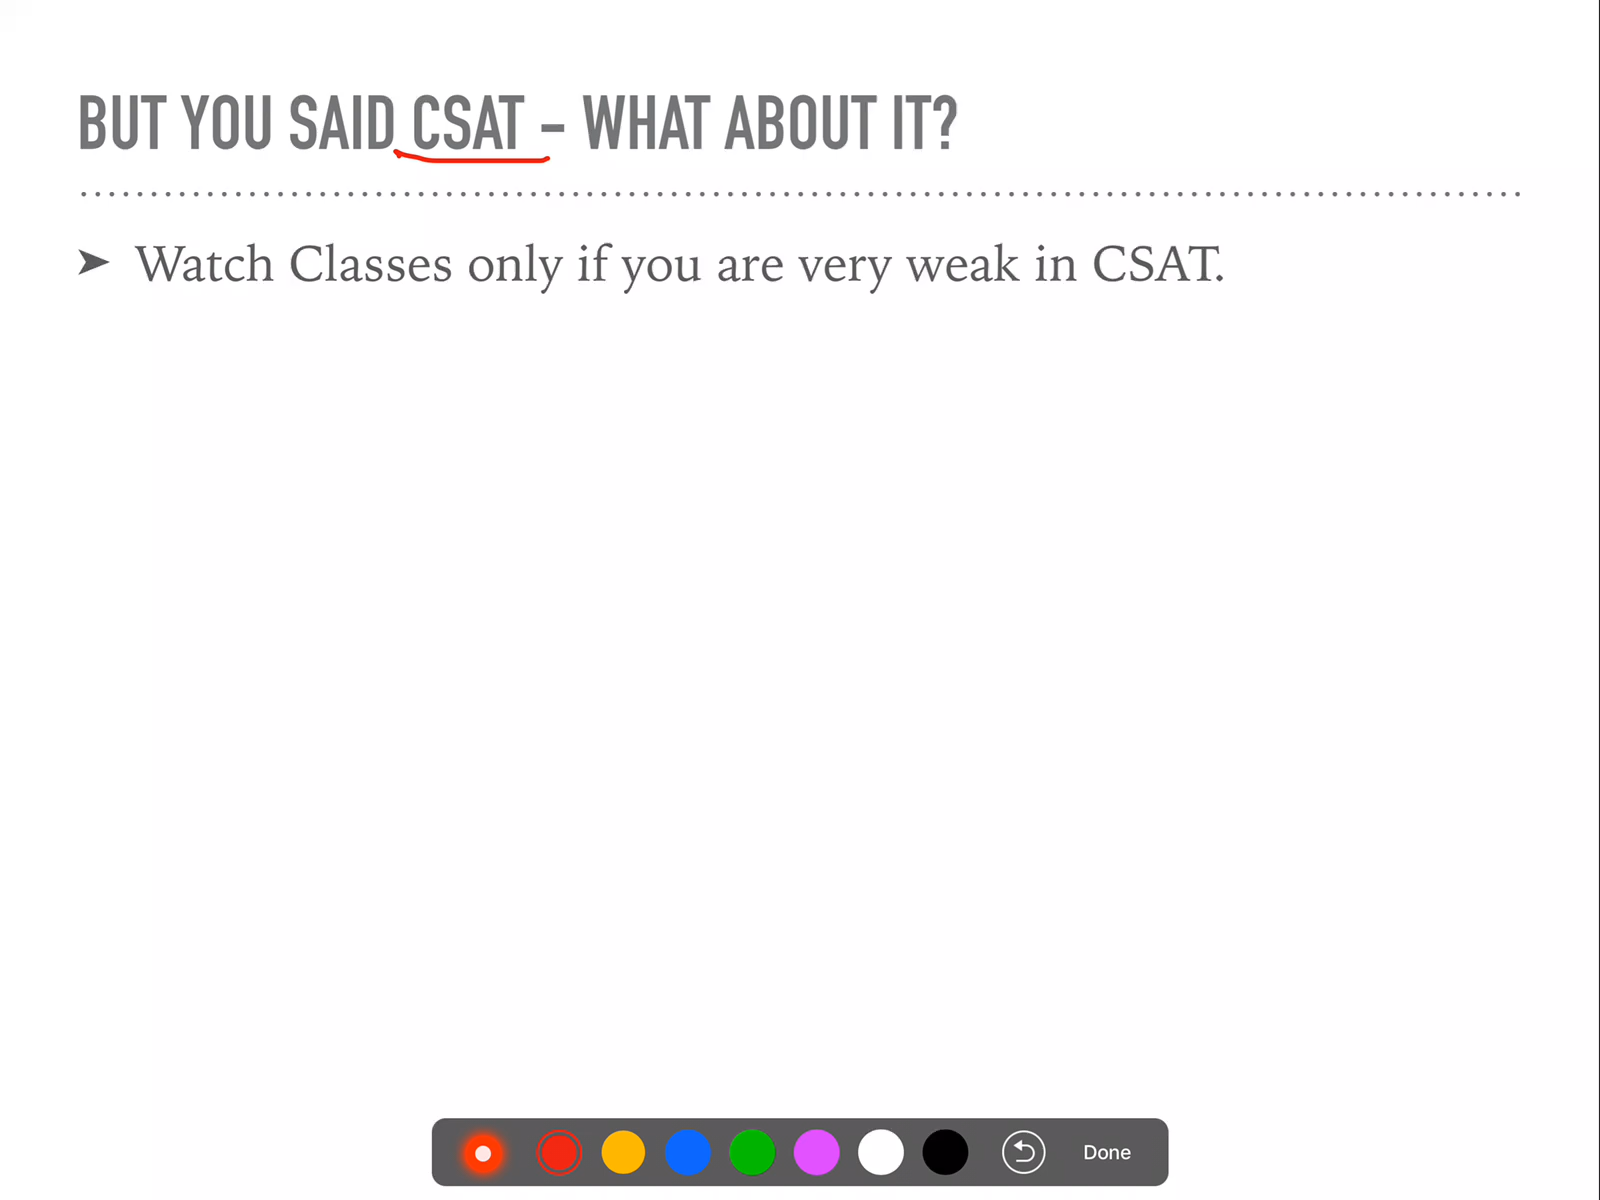 BUT YOU SAID CSAT - WHAT ABOUT IT?
➤ Watch Classes only if you are very weak in CSAT.
Done